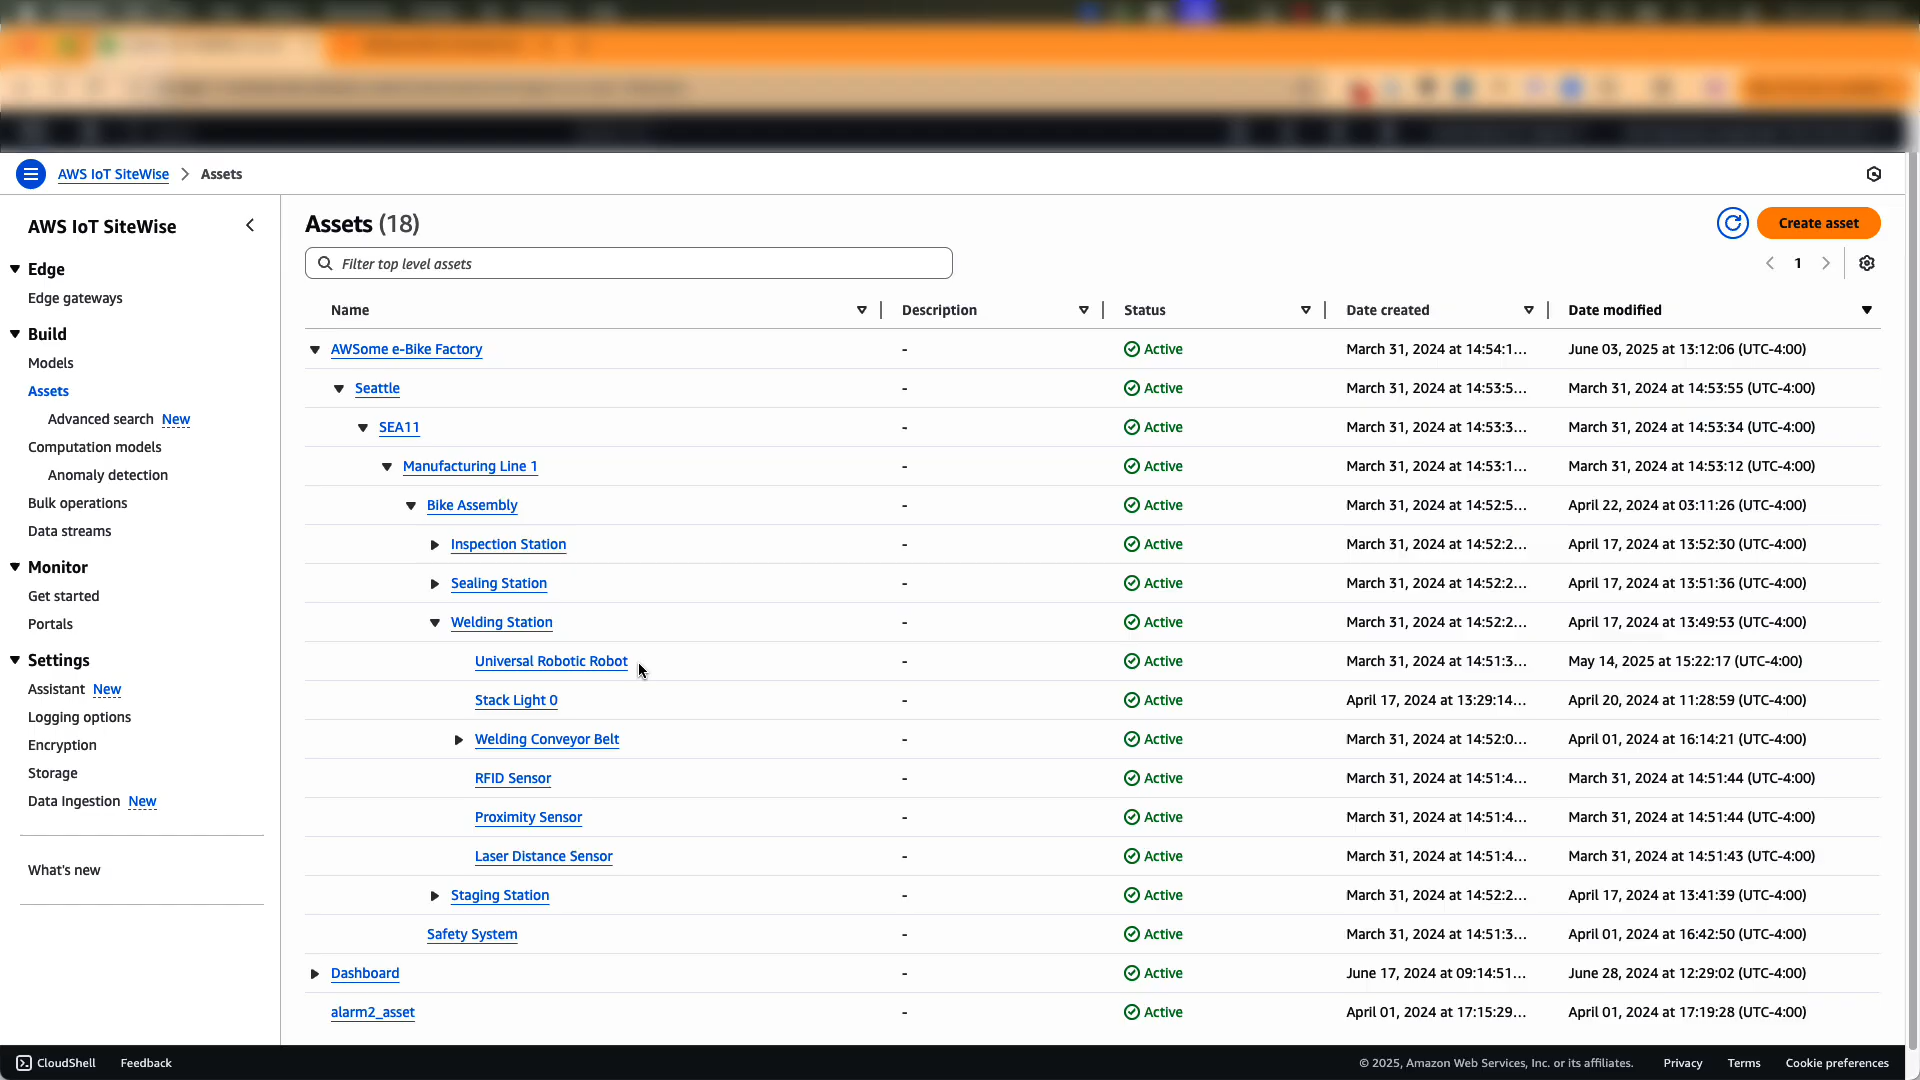 AWS IoT SiteWise > Assets
AWS IoT SiteWise
Edge
Edge gateways
Build
Models
Assets
Advanced search New
Computation models
Anomaly detection
Bulk operations
Data streams
Monitor
Get started
Portals
Settings
Assistant New
Logging options
Encryption
Storage
Data Ingestion New
What's new
Assets (18)
Create asset
Filter top level assets
1
Name Description Status Date created Date modified
AWSome e-Bike Factory - Active March 31, 2024 at 14:54:1... June 03, 2025 at 13:12:06 (UTC-4:00)
Seattle - Active March 31, 2024 at 14:53:5... March 31, 2024 at 14:53:55 (UTC-4:00)
SEA11 - Active March 31, 2024 at 14:53:3... March 31, 2024 at 14:53:34 (UTC-4:00)
Manufacturing Line 1 - Active March 31, 2024 at 14:53:1... March 31, 2024 at 14:53:12 (UTC-4:00)
Bike Assembly - Active March 31, 2024 at 14:52:5... April 22, 2024 at 03:11:26 (UTC-4:00)
Inspection Station - Active March 31, 2024 at 14:52:2... April 17, 2024 at 13:52:30 (UTC-4:00)
Sealing Station - Active March 31, 2024 at 14:52:2... April 17, 2024 at 13:51:36 (UTC-4:00)
Welding Station - Active March 31, 2024 at 14:52:2... April 17, 2024 at 13:49:53 (UTC-4:00)
Universal Robotic Robot - Active March 31, 2024 at 14:51:3... May 14, 2025 at 15:22:17 (UTC-4:00)
Stack Light 0 - Active April 17, 2024 at 13:29:14... April 20, 2024 at 11:28:59 (UTC-4:00)
Welding Conveyor Belt - Active March 31, 2024 at 14:52:0... April 01, 2024 at 16:14:21 (UTC-4:00)
RFID Sensor - Active March 31, 2024 at 14:51:4... March 31, 2024 at 14:51:44 (UTC-4:00)
Proximity Sensor - Active March 31, 2024 at 14:51:4... March 31, 2024 at 14:51:44 (UTC-4:00)
Laser Distance Sensor - Active March 31, 2024 at 14:51:4... March 31, 2024 at 14:51:43 (UTC-4:00)
Staging Station - Active March 31, 2024 at 14:52:2... April 17, 2024 at 13:41:39 (UTC-4:00)
Safety System - Active March 31, 2024 at 14:51:3... April 01, 2024 at 16:42:50 (UTC-4:00)
Dashboard - Active June 17, 2024 at 09:14:51... June 28, 2024 at 12:29:02 (UTC-4:00)
alarm2_asset - Active April 01, 2024 at 17:15:29... April 01, 2024 at 17:19:28 (UTC-4:00)
CloudShell Feedback © 2025, Amazon Web Services, Inc. or its affiliates. Privacy Terms Cookie preferences